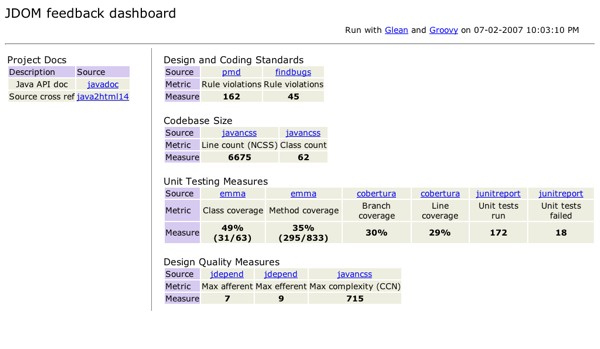 JDOM feedback dashboard
Run with Glean and Groovy on 07-02-2007 10:03:10 PM
Project Docs
Description Source
Java API doc javadoc
Source cross ref java2html14
Design and Coding Standards
Source pmd findbugs
Metric Rule violations Rule violations
Measure 162 45
Codebase Size
Source javancss javancss
Metric Line count (NCSS) Class count
Measure 6675 62
Unit Testing Measures
Source emma emma cobertura cobertura junitreport junitreport
Metric Class coverage Method coverage Branch coverage Line coverage Unit tests run Unit tests failed
Measure 49% (31/63) 35% (295/833) 30% 29% 172 18
Design Quality Measures
Source jdepend jdepend javancss
Metric Max afferent Max efferent Max complexity (CCN)
Measure 7 9 715